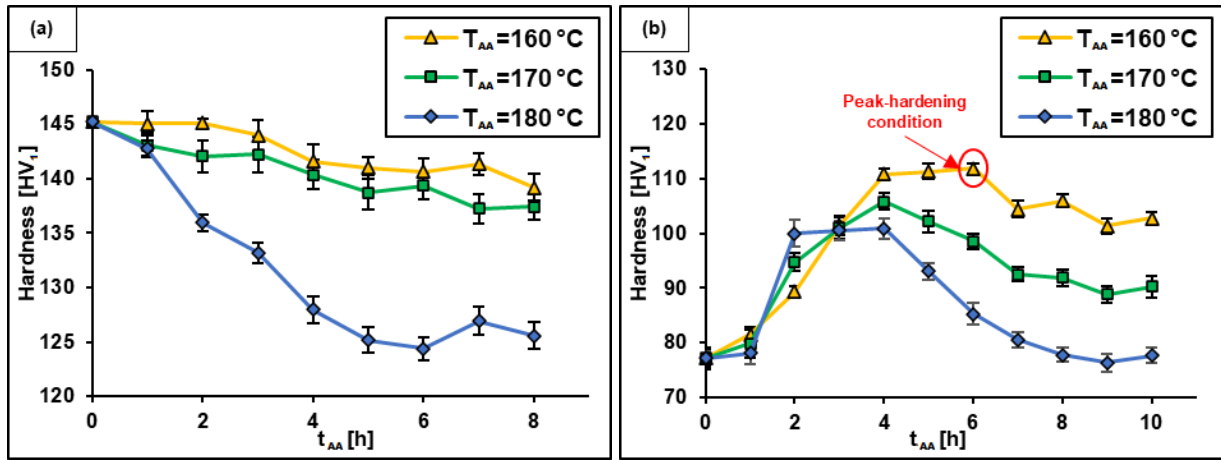 (a)
T_AA=160 °C
T_AA=170 °C
T_AA=180 °C
150
145
140
135
130
125
120
Hardness [HV₁]
0 2 4 6 8
t_AA [h]
(b)
T_AA=160 °C
T_AA=170 °C
T_AA=180 °C
Peak-hardening
condition
130
120
110
100
90
80
70
Hardness [HV₁]
0 2 4 6 8 10
t_AA [h]